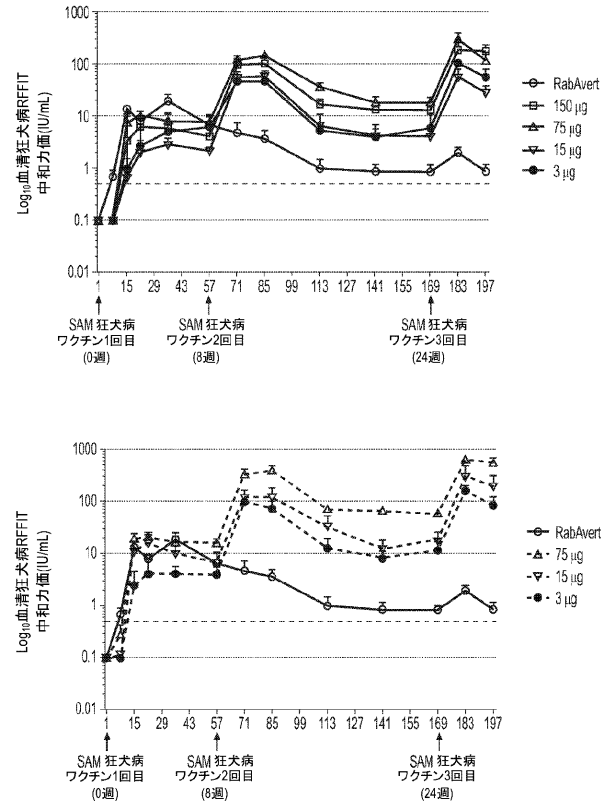 Log10血清狂犬病RFFIT
中和力価(IU/mL)
1000
100
10
1
0.1
0.01
1 15 29 43 57 71 85 99 113 127 141 155 169 183 197
SAM 狂犬病
ワクチン1回目
(0週)
SAM 狂犬病
ワクチン2回目
(8週)
SAM 狂犬病
ワクチン3回目
(24週)
RabAvert
150 μg
75 μg
15 μg
3 μg
Log10血清狂犬病RFFIT
中和力価(IU/mL)
1000
100
10
1
0.1
0.01
1 15 29 43 57 71 85 99 113 127 141 155 169 183 197
SAM 狂犬病
ワクチン1回目
(0週)
SAM 狂犬病
ワクチン2回目
(8週)
SAM 狂犬病
ワクチン3回目
(24週)
RabAvert
75 μg
15 μg
3 μg